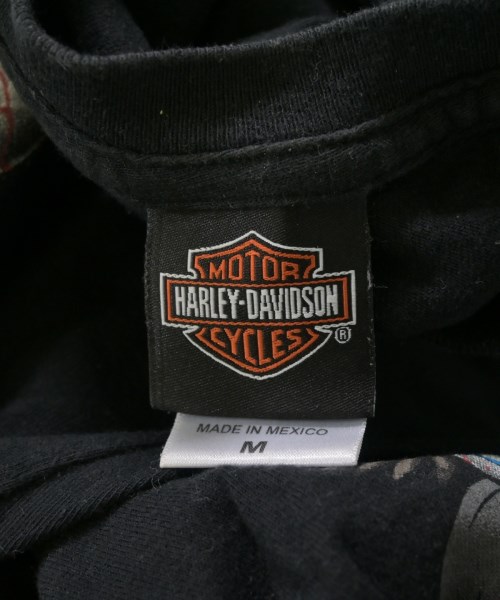 MOTOR
HARLEY-DAVIDSON
CYCLES
®
MADE IN MEXICO
M